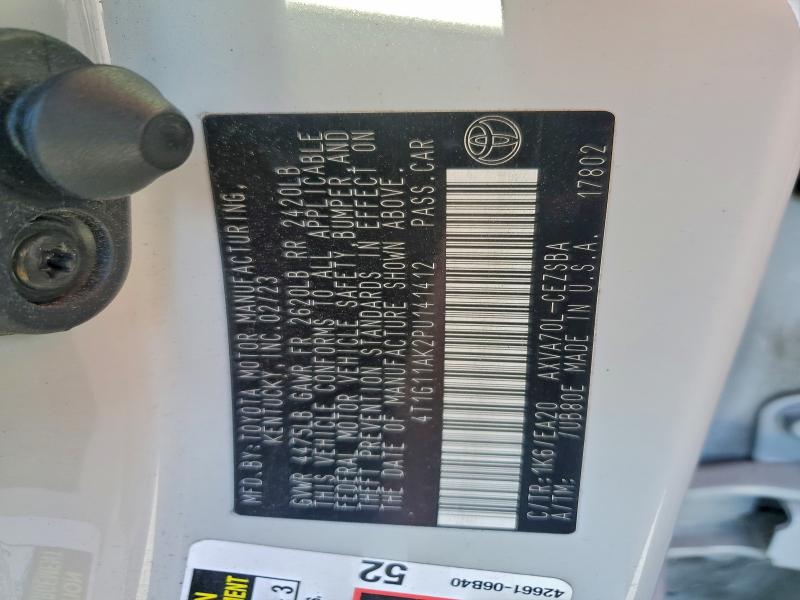 MFD. BY: TOYOTA MOTOR MANUFACTURING,
KENTUCKY, INC. 02/23
GVWR 4475LB GAWR FR 2620LB RR 2420LB
THIS VEHICLE CONFORMS TO ALL APPLICABLE
FEDERAL MOTOR VEHICLE SAFETY, BUMPER, AND
THEFT PREVENTION STANDARDS IN EFFECT ON
THE DATE OF MANUFACTURE SHOWN ABOVE.
4T1G11AK2PU141412 PASS. CAR
C/TR: 1K6/EA20 AXVA70L-CEZSBA
A/TM: /UB80E MADE IN U.S.A. 17802
52
42661-06B40